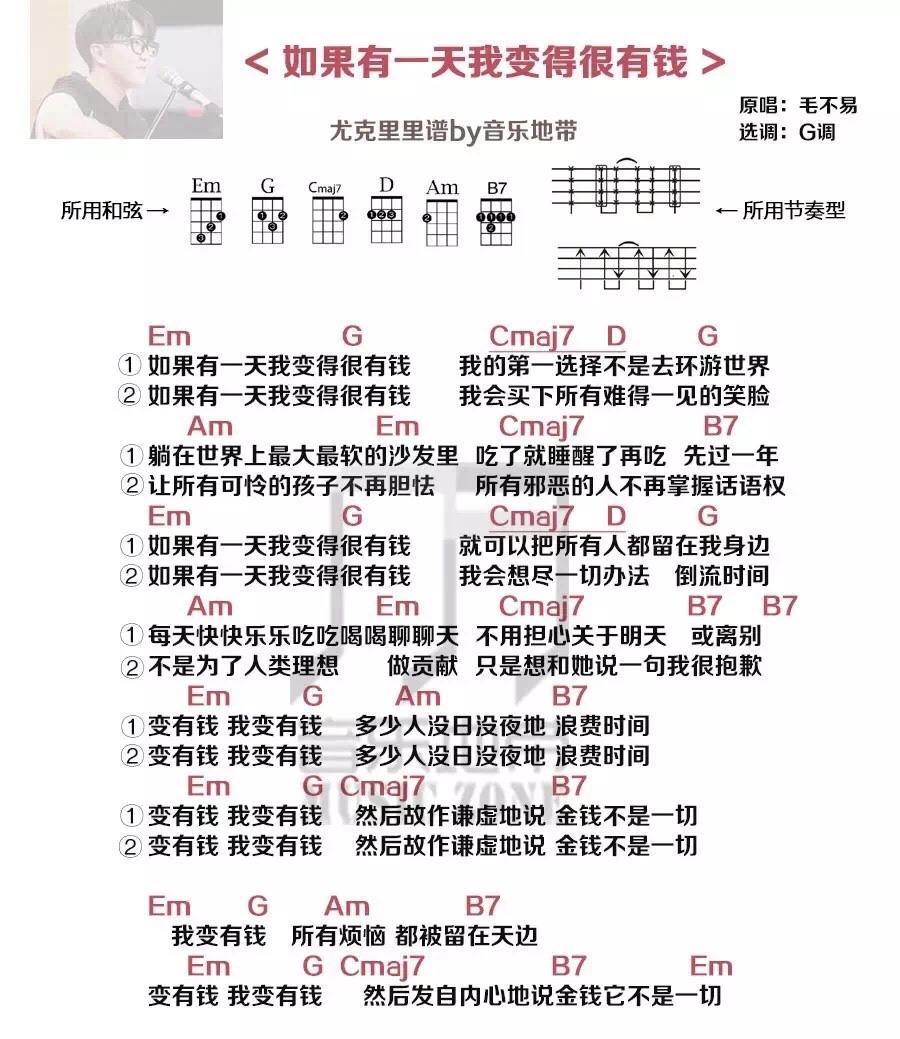 < 如果有一天我变得很有钱 >
原唱：毛不易
尤克里里谱by音乐地带
选调：G调
Em G Cmaj7 D Am B7
所用和弦→
←所用节奏型
Em G Cmaj7 D G
① 如果有一天我变得很有钱 我的第一选择不是去环游世界
② 如果有一天我变得很有钱 我会买下所有难得一见的笑脸
Am Em Cmaj7 B7
① 躺在世界上最大最软的沙发里 吃了就睡醒了再吃 先过一年
② 让所有可怜的孩子不再胆怯 所有邪恶的人不再掌握话语权
Em G Cmaj7 D G
① 如果有一天我变得很有钱 就可以把所有人都留在我身边
② 如果有一天我变得很有钱 我会想尽一切办法 倒流时间
Am Em Cmaj7 B7 B7
① 每天快快乐乐吃吃喝喝聊聊天 不用担心关于明天 或离别
② 不是为了人类理想 做贡献 只是想和她说一句我很抱歉
Em G Am B7
① 变有钱 我变有钱 多少人没日没夜地 浪费时间
② 变有钱 我变有钱 多少人没日没夜地 浪费时间
Em G Cmaj7 B7
① 变有钱 我变有钱 然后故作谦虚地说 金钱不是一切
② 变有钱 我变有钱 然后故作谦虚地说 金钱不是一切
Em G Am B7
我变有钱 所有烦恼 都被留在天边
Em G Cmaj7 B7 Em
变有钱 我变有钱 然后发自内心地说金钱它不是一切
音乐地带
MUSIC ZONE